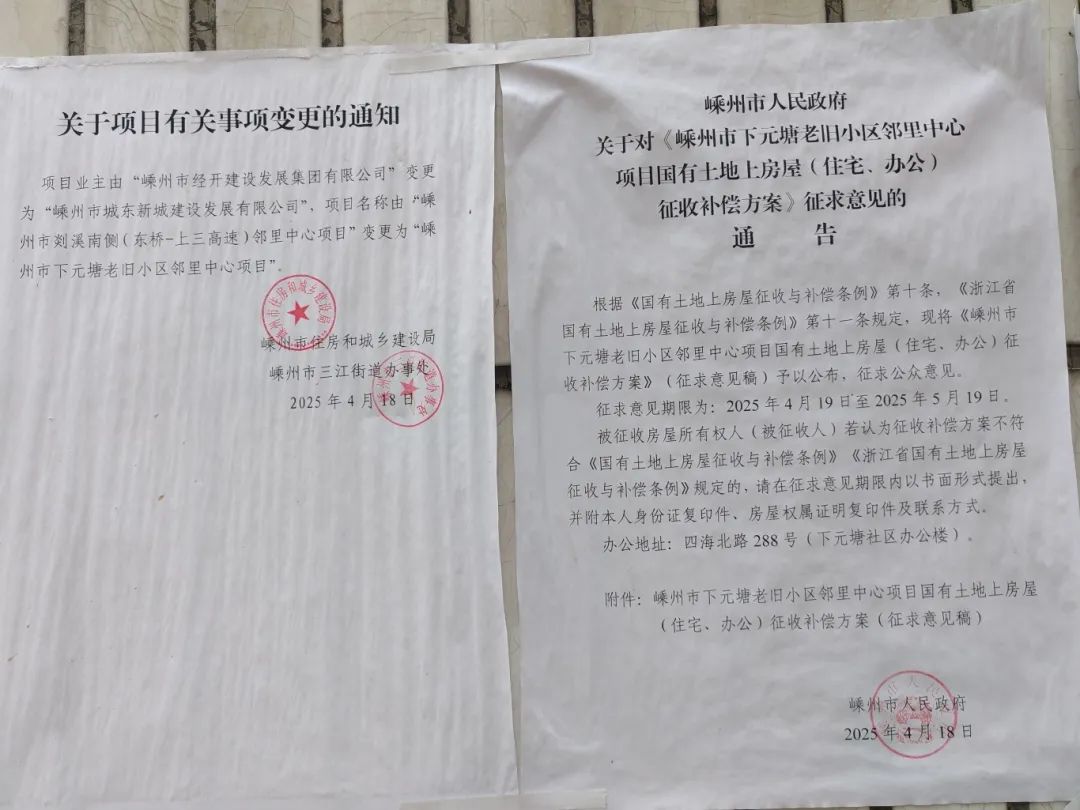 关于项目有关事项变更的通知
项目业主由“嵊州市经开建设发展集团有限公司”变更
为“嵊州市城东新城建设发展有限公司”，项目名称由“嵊
州市剡溪南侧（东桥-上三高速）邻里中心项目”变更为“嵊
州市下元塘老旧小区邻里中心项目”。
嵊州市住房和城乡建设局
嵊州市三江街道办事处
2025年4月18日
嵊州市人民政府
关于对《嵊州市下元塘老旧小区邻里中心
项目国有土地上房屋（住宅、办公）
征收补偿方案》征求意见的
通 告
根据《国有土地上房屋征收与补偿条例》第十条，《浙江省
国有土地上房屋征收与补偿条例》第十一条规定，现将《嵊州市
下元塘老旧小区邻里中心项目国有土地上房屋（住宅、办公）征
收补偿方案》（征求意见稿）予以公布，征求公众意见。
征求意见期限为：2025年4月19日至2025年5月19日。
被征收房屋所有权人（被征收人）若认为征收补偿方案不符
合《国有土地上房屋征收与补偿条例》《浙江省国有土地上房屋
征收与补偿条例》规定的，请在征求意见期限内以书面形式提出，
并附本人身份证复印件、房屋权属证明复印件及联系方式。
办公地址：四海北路288号（下元塘社区办公楼）。
附件：嵊州市下元塘老旧小区邻里中心项目国有土地上房屋
（住宅、办公）征收补偿方案（征求意见稿）
嵊州市人民政府
2025年4月18日